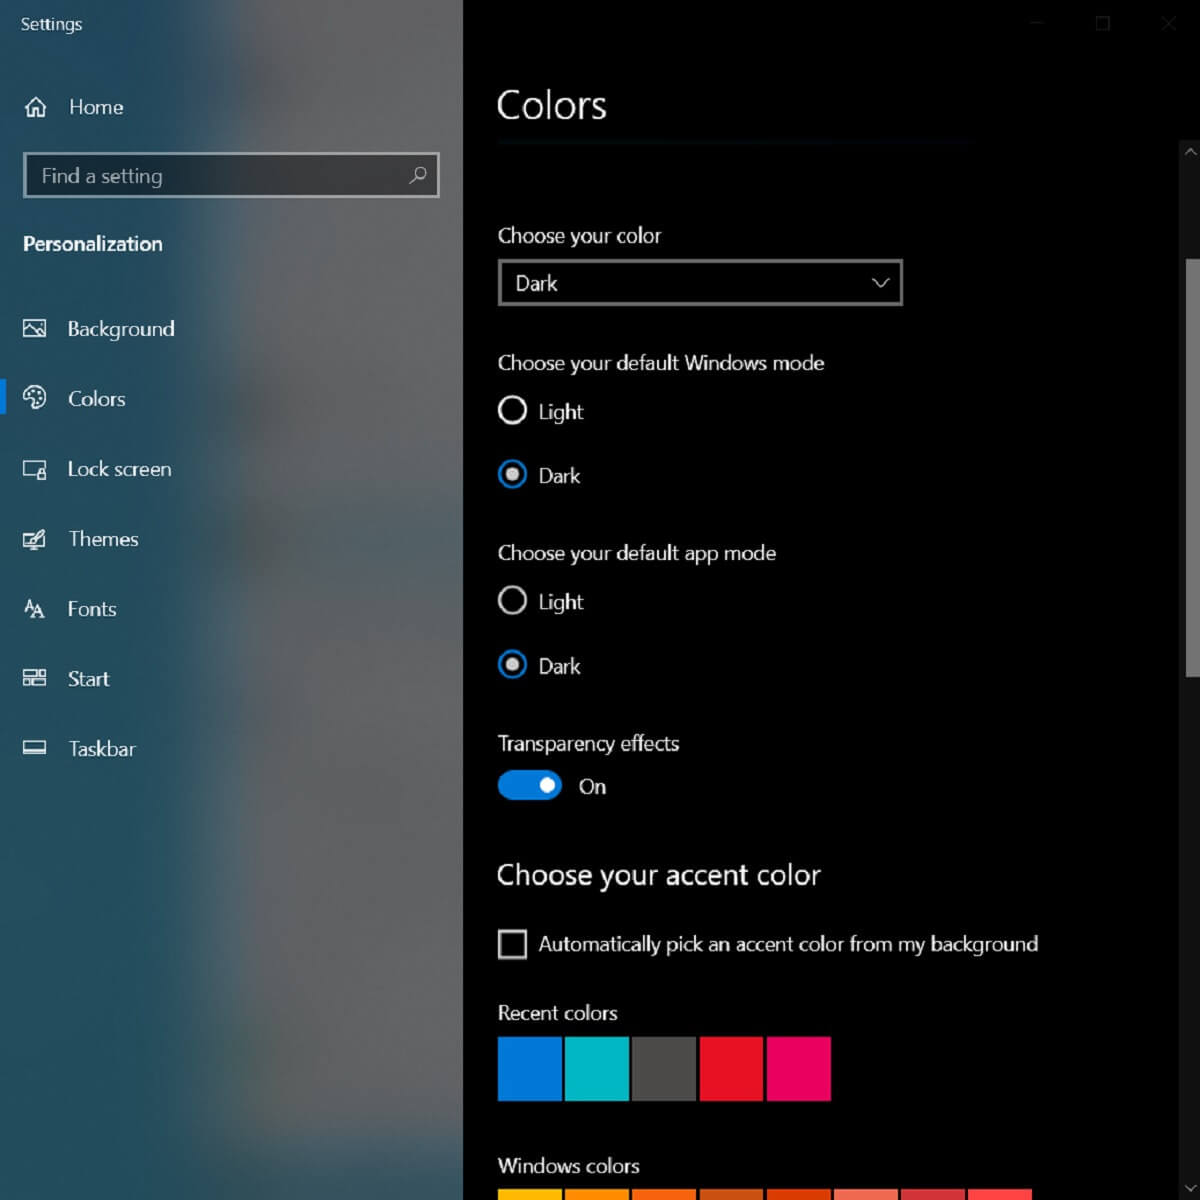 Settings
Home
Find a setting
Personalization
Background
Colors
Lock screen
Themes
Fonts
Start
Taskbar
Colors
Choose your color
Dark
Choose your default Windows mode
Light
Dark
Choose your default app mode
Light
Dark
Transparency effects
On
Choose your accent color
Automatically pick an accent color from my background
Recent colors
Windows colors